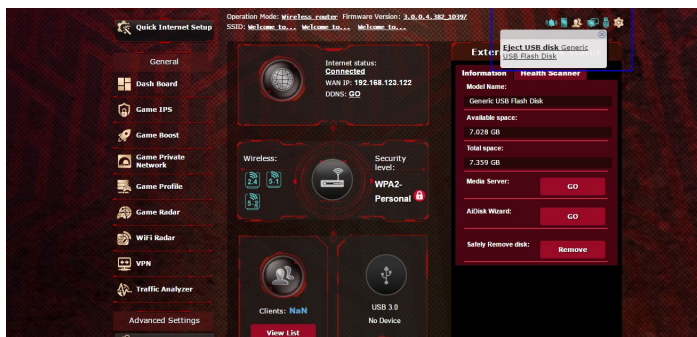 Quick Internet Setup
Operation Mode: Wireless router Firmware Version: 3.0.0.4.382_10397
SSID: Welcome to... Welcome to... Welcome to...
General
Dash Board
Game IPS
Game Boost
Game Private
Network
Game Profile
Game Radar
WiFi Radar
VPN
Traffic Analyzer
Advanced Settings
Internet status:
Connected
WAN IP: 192.168.123.122
DDNS: GO
Wireless:
2.4
5-1
5-2
Security
level:
WPA2-
Personal
Clients: NaN
View List
USB 3.0
No Device
Eject USB disk Generic
USB Flash Disk
Information Health Scanner
Model Name:
Generic USB Flash Disk
Available space:
7.028 GB
Total space:
7.359 GB
Media Server:
GO
AiDisk Wizard:
GO
Safely Remove disk:
Remove